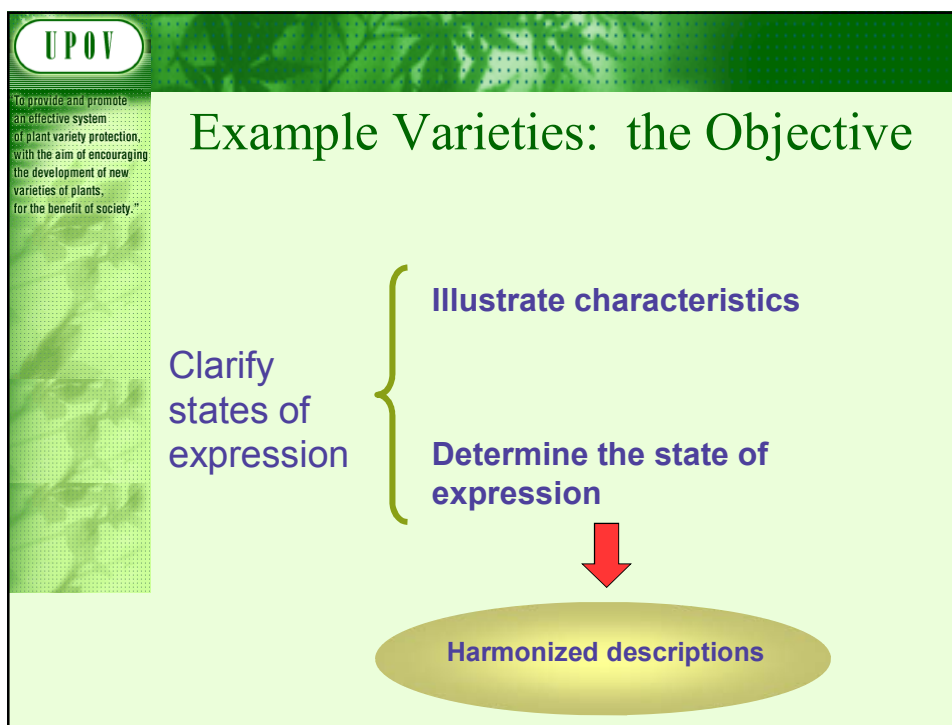 UPOV
To provide and promote
an effective system
of plant variety protection,
with the aim of encouraging
the development of new
varieties of plants,
for the benefit of society.”
Example Varieties: the Objective
Clarify
states of
expression
Illustrate characteristics
Determine the state of
expression
Harmonized descriptions